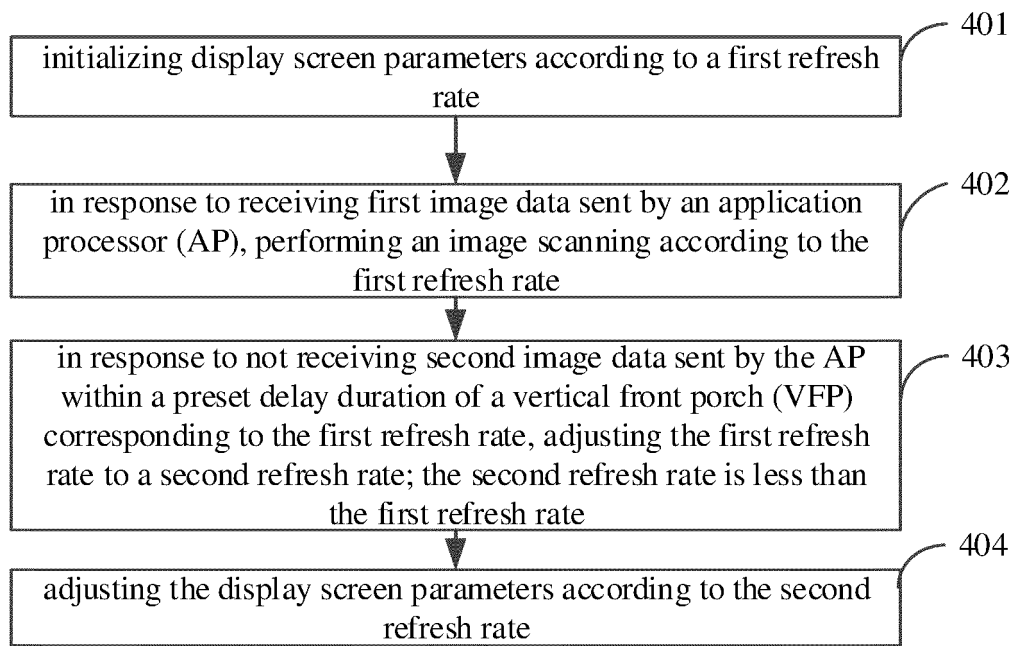 401
initializing display screen parameters according to a first refresh
rate
402
in response to receiving first image data sent by an application
processor (AP), performing an image scanning according to the
first refresh rate
403
in response to not receiving second image data sent by the AP
within a preset delay duration of a vertical front porch (VFP)
corresponding to the first refresh rate, adjusting the first refresh
rate to a second refresh rate; the second refresh rate is less than
the first refresh rate
404
adjusting the display screen parameters according to the second
refresh rate